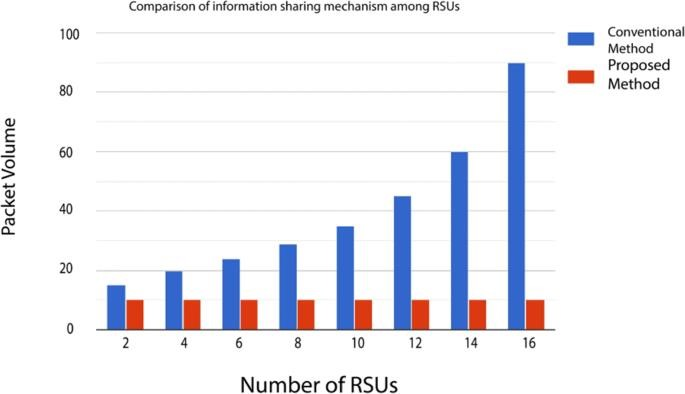 Comparison of information sharing mechanism among RSUs
Conventional
Method
Proposed
Method
Packet Volume
100
80
60
40
20
0
2 4 6 8 10 12 14 16
Number of RSUs